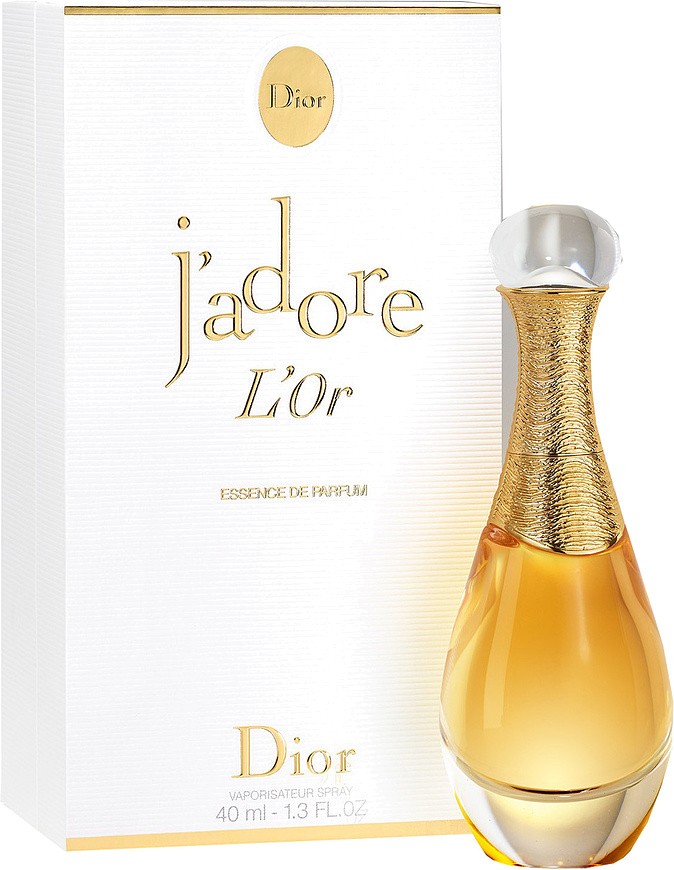 Dior
j'adore
L'Or
ESSENCE DE PARFUM
Dior
VAPORISATEUR SPRAY
40 ml - 1.3 FL.OZ